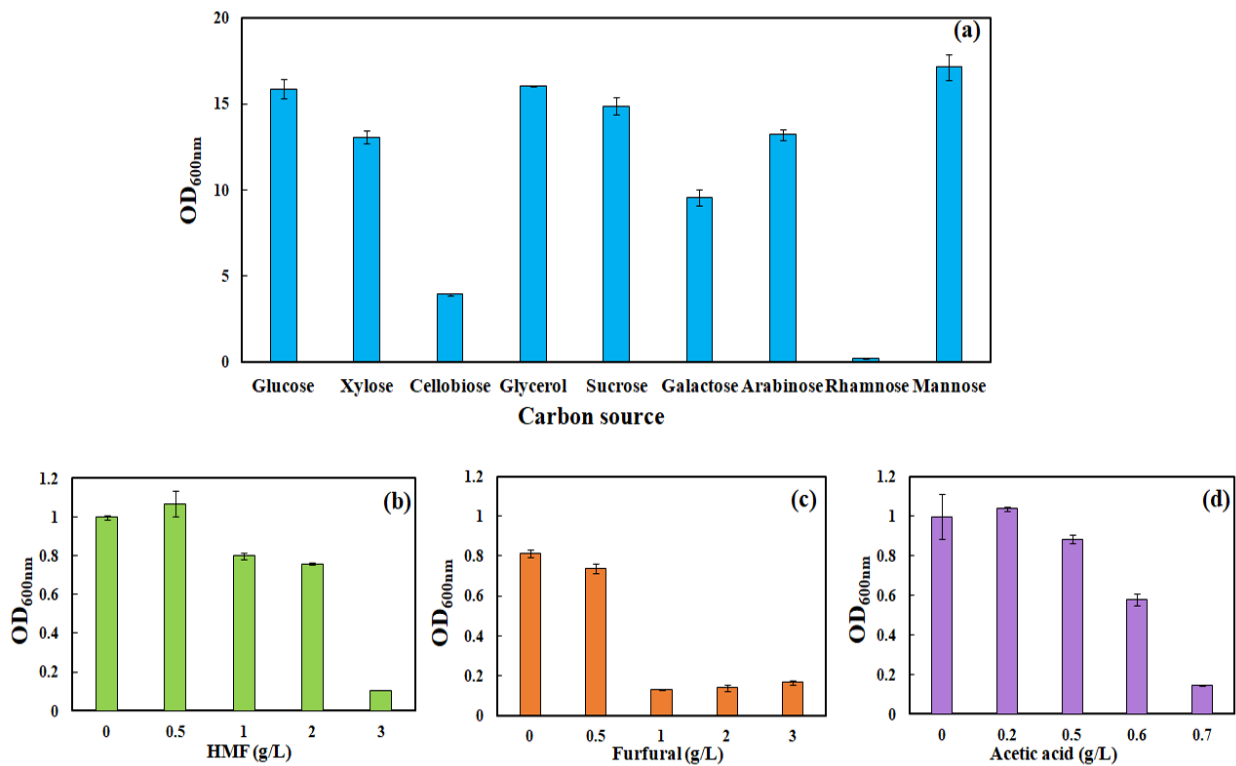 (a)
20
15
10
5
0
OD600nm
Glucose Xylose Cellobiose Glycerol Sucrose Galactose Arabinose Rhamnose Mannose
Carbon source
(b)
1.2
1
0.8
0.6
0.4
0.2
0
OD600nm
0 0.5 1 2 3
HMF (g/L)
(c)
1.2
1
0.8
0.6
0.4
0.2
0
OD600nm
0 0.5 1 2 3
Furfural (g/L)
(d)
1.2
1
0.8
0.6
0.4
0.2
0
OD600nm
0 0.2 0.5 0.6 0.7
Acetic acid (g/L)